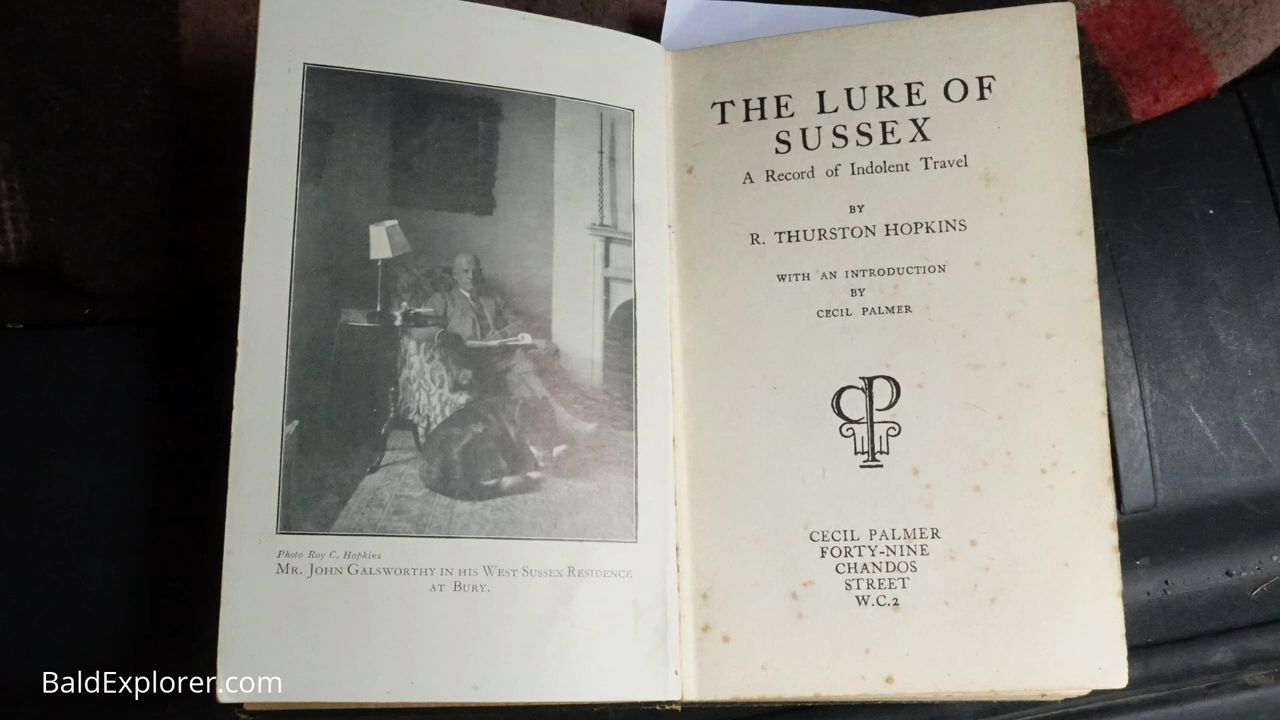 Photo Roy C. Hopkins
MR. JOHN GALSWORTHY IN HIS WEST SUSSEX RESIDENCE
AT BURY.
THE LURE OF
SUSSEX
A Record of Indolent Travel
BY
R. THURSTON HOPKINS
WITH AN INTRODUCTION
BY
CECIL PALMER
CP
CECIL PALMER
FORTY-NINE
CHANDOS
STREET
W.C.2
BaldExplorer.com